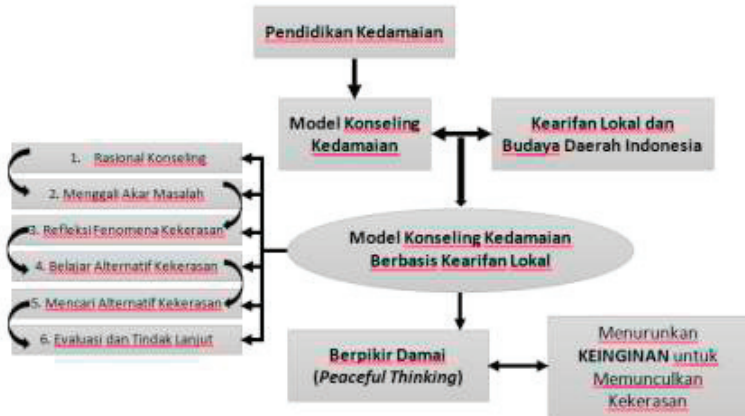 Pendidikan Kedamaian
Model Konseling
Kedamaian
Kearifan Lokal dan
Budaya Daerah Indonesia
1. Rasional Konseling
2. Menggali Akar Masalah
3. Refleksi Fenomena Kekerasan
4. Belajar Alternatif Kekerasan
5. Mencari Alternatif Kekerasan
6. Evaluasi dan Tindak Lanjut
Model Konseling Kedamaian
Berbasis Kearifan Lokal
Berpikir Damai
(Peaceful Thinking)
Menurunkan
KEINGINAN untuk
Memunculkan
Kekerasan